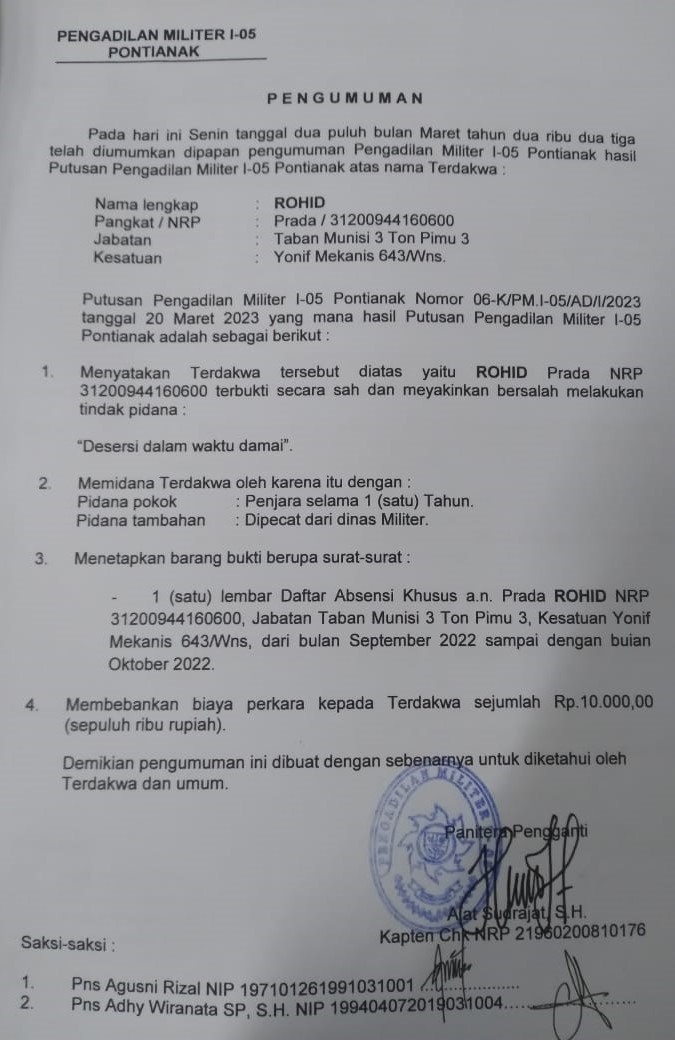 PENGADILAN MILITER I-05
PONTIANAK
PENGUMUMAN
Pada hari ini Senin tanggal dua puluh bulan Maret tahun dua ribu dua tiga
telah diumumkan dipapan pengumuman Pengadilan Militer I-05 Pontianak hasil
Putusan Pengadilan Militer I-05 Pontianak atas nama Terdakwa :
Nama lengkap : ROHID
Pangkat / NRP : Prada / 31200944160600
Jabatan : Taban Munisi 3 Ton Pimu 3
Kesatuan : Yonif Mekanis 643/Wns.
Putusan Pengadilan Militer I-05 Pontianak Nomor 06-K/PM.I-05/AD/I/2023
tanggal 20 Maret 2023 yang mana hasil Putusan Pengadilan Militer I-05
Pontianak adalah sebagai berikut :
1. Menyatakan Terdakwa tersebut diatas yaitu ROHID Prada NRP
31200944160600 terbukti secara sah dan meyakinkan bersalah melakukan
tindak pidana :
“Desersi dalam waktu damai”.
2. Memidana Terdakwa oleh karena itu dengan :
Pidana pokok : Penjara selama 1 (satu) Tahun.
Pidana tambahan : Dipecat dari dinas Militer.
3. Menetapkan barang bukti berupa surat-surat :
- 1 (satu) lembar Daftar Absensi Khusus a.n. Prada ROHID NRP
31200944160600, Jabatan Taban Munisi 3 Ton Pimu 3, Kesatuan Yonif
Mekanis 643/Wns, dari bulan September 2022 sampai dengan buian
Oktober 2022.
4. Membebankan biaya perkara kepada Terdakwa sejumlah Rp.10.000,00
(sepuluh ribu rupiah).
Demikian pengumuman ini dibuat dengan sebenarnya untuk diketahui oleh
Terdakwa dan umum.
PENGADILAN MILITER
Panitera Pengganti
Ajat Sudrajat, S.H.
Kapten Chk NRP 21960200810176
Saksi-saksi :
1. Pns Agusni Rizal NIP 197101261991031001
2. Pns Adhy Wiranata SP, S.H. NIP 199404072019031004